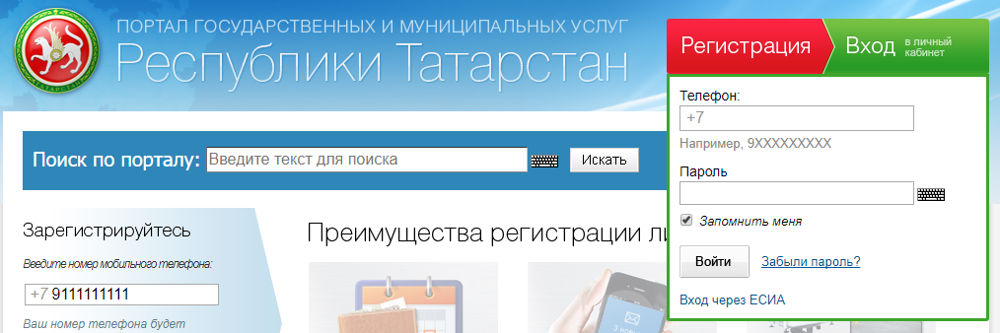 ПОРТАЛ ГОСУДАРСТВЕННЫХ И МУНИЦИПАЛЬНЫХ УСЛУГ
Республики Татарстан
ТАТАРСТАН
Регистрация
Вход
в личный
кабинет
Телефон:
+7
Например, 9XXXXXXXXX
Пароль
Запомнить меня
Войти
Забыли пароль?
Вход через ЕСИА
Поиск по порталу:
Введите текст для поиска
Искать
Зарегистрируйтесь
Введите номер мобильного телефона:
+7 9111111111
Ваш номер телефона будет
Преимущества регистрации ли